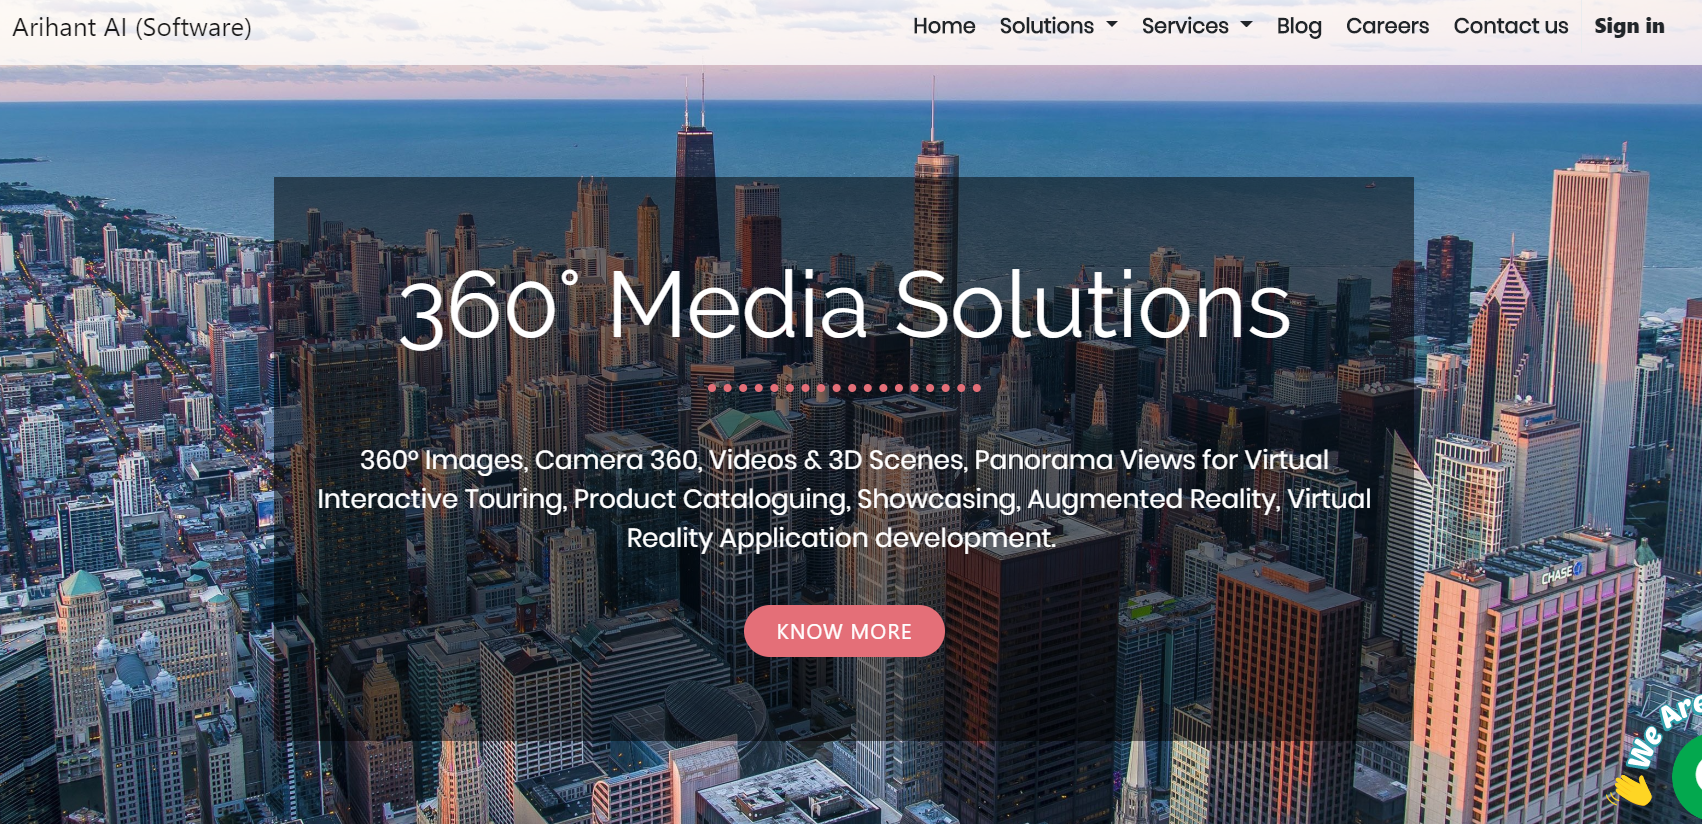 Arihant AI (Software)
Home Solutions Services Blog Careers Contact us Sign in
360° Media Solutions
360° Images, Camera 360, Videos & 3D Scenes, Panorama Views for Virtual
Interactive Touring, Product Cataloguing, Showcasing, Augmented Reality, Virtual
Reality Application development.
KNOW MORE
CHASE
We Are